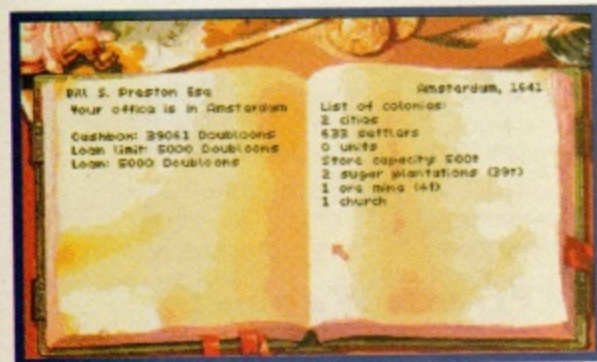 Bill S. Preston Esq
Your office is in Amsterdam
Cashbox: 39061 Doubloons
Loan limit: 5000 Doubloons
Loan: 5000 Doubloons
Amsterdam, 1641
List of colonies:
2 cities
633 settlers
0 units
Store capacity: 500t
2 sugar plantations (39t)
1 ore mine (4t)
1 church